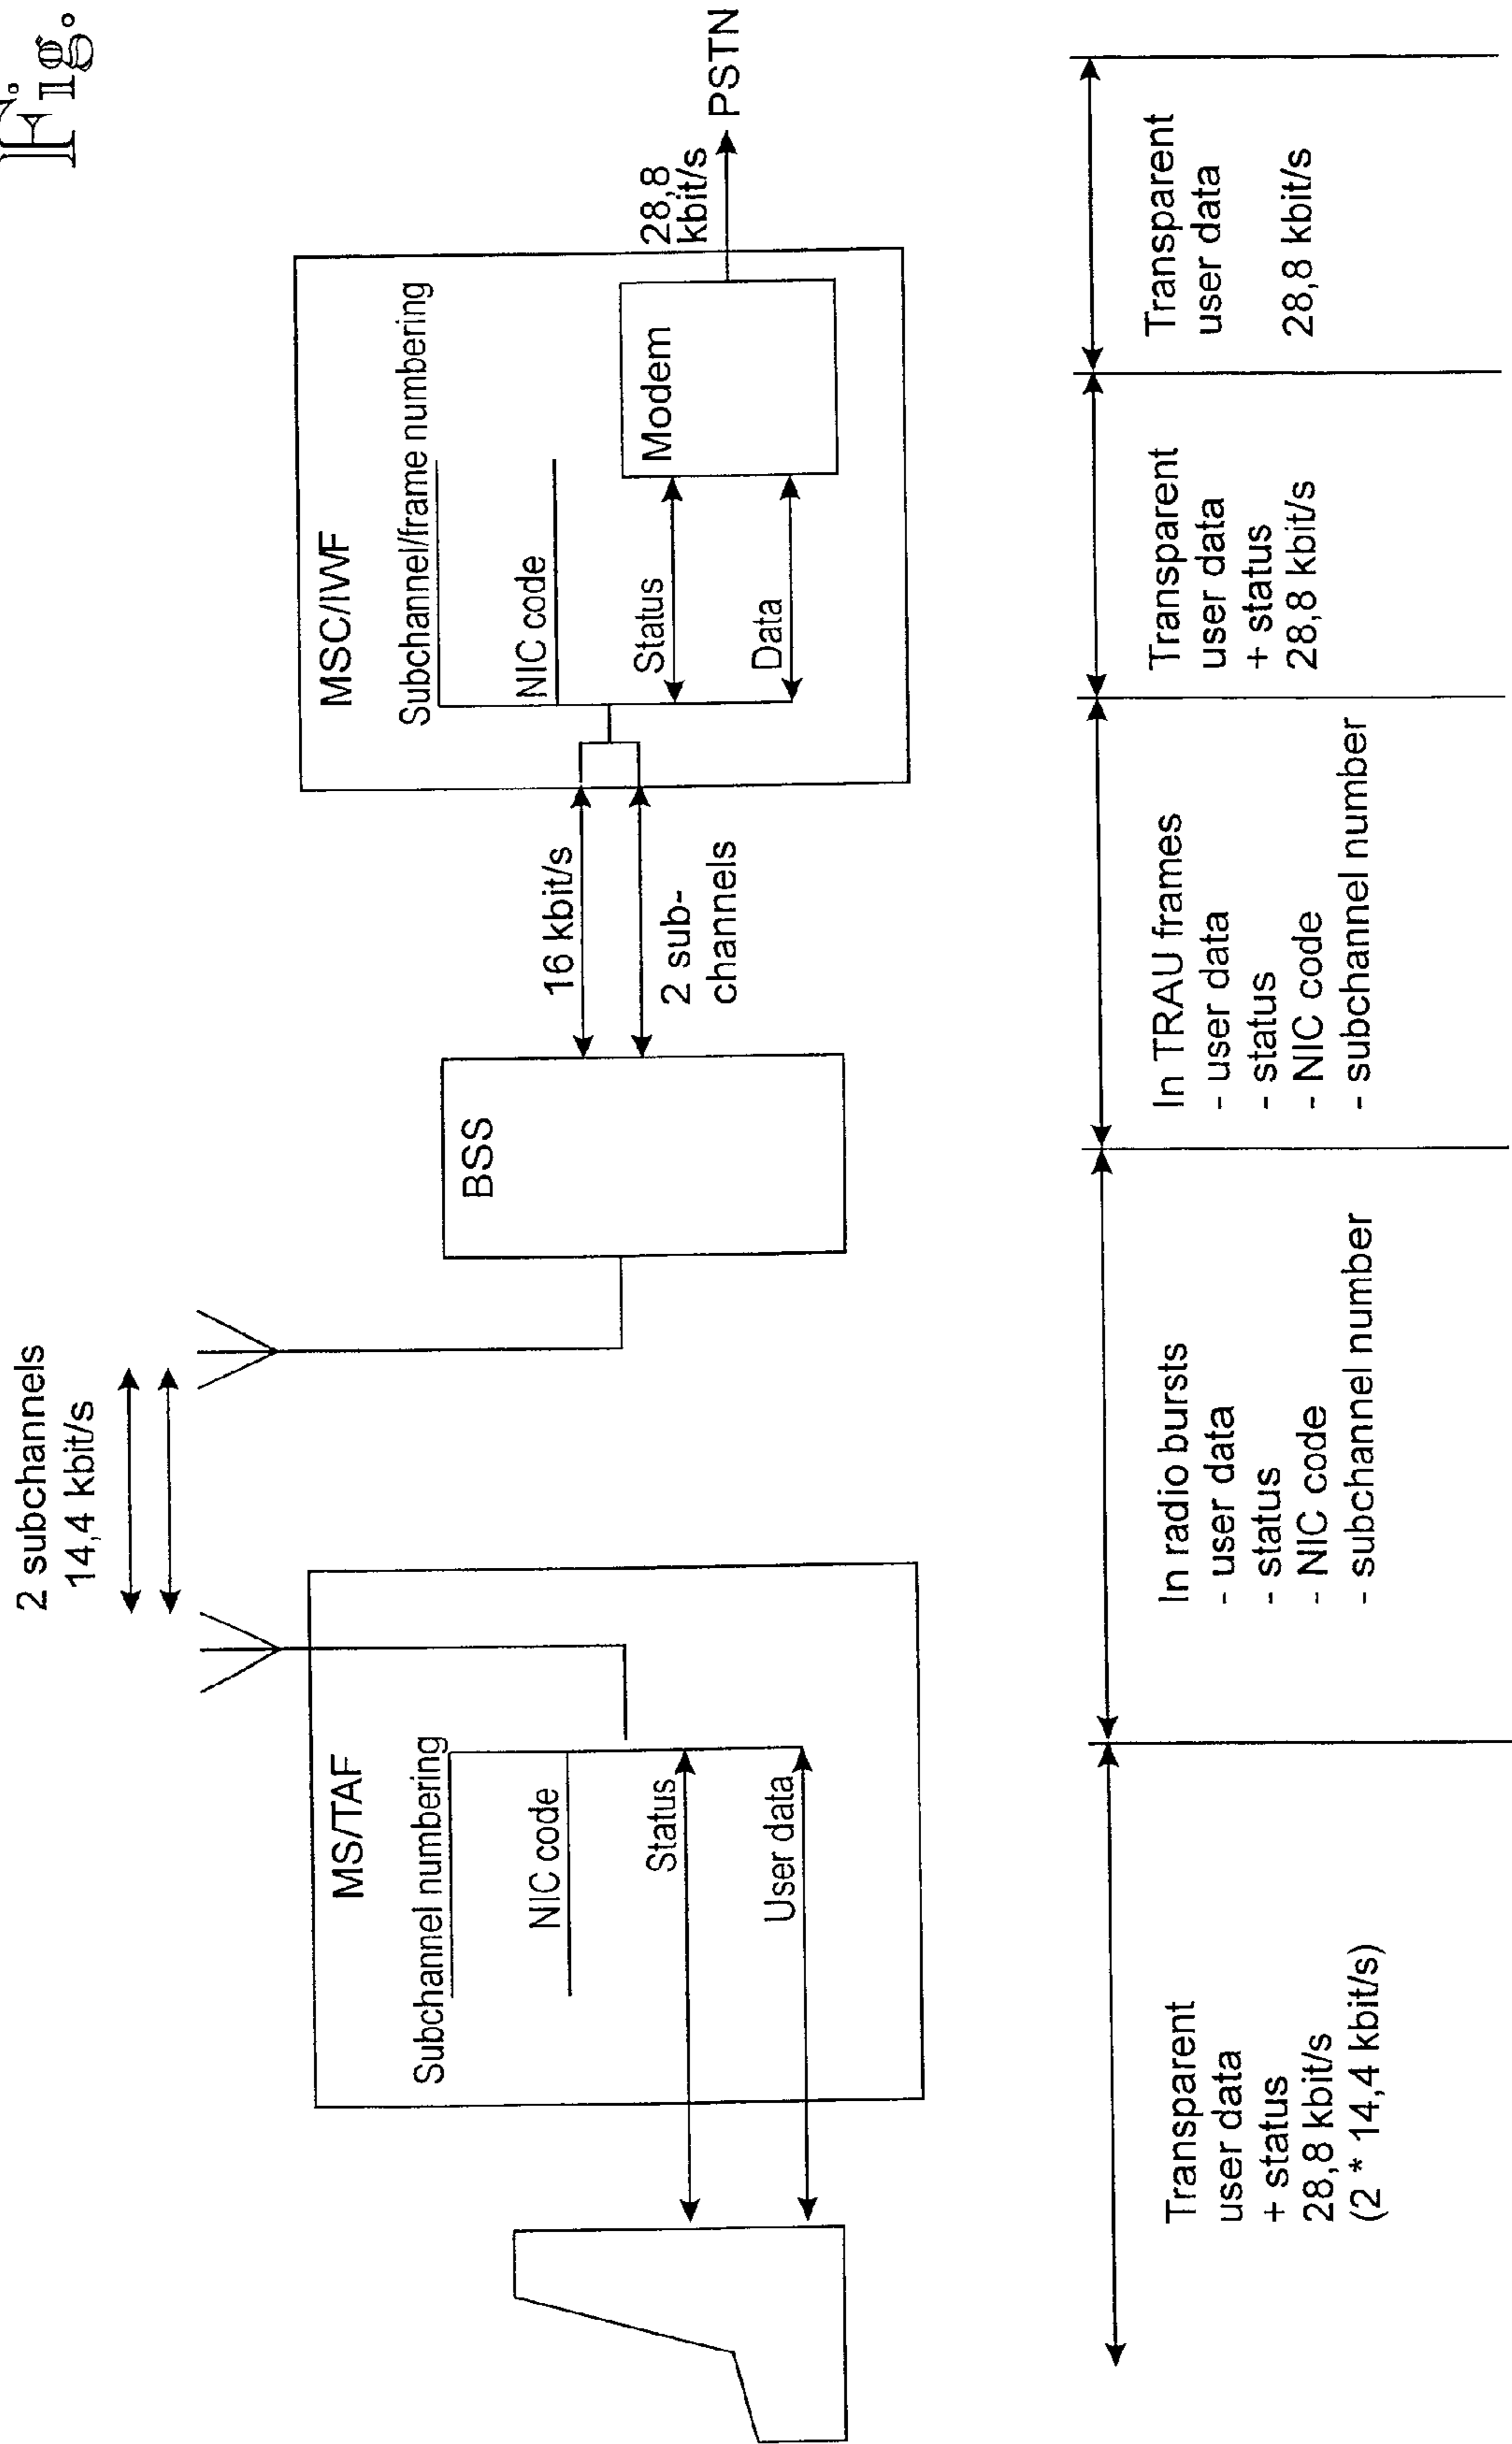 Fig.
2 subchannels
14,4 kbit/s
MS/TAF
Subchannel numbering
NIC code
Status
User data
BSS
16 kbit/s
2 sub-
channels
MSC/IWF
Subchannel/frame numbering
NIC code
Status
Data
Modem
28,8
kbit/s
PSTN
Transparent
user data
+ status
28,8 kbit/s
(2 * 14,4 kbit/s)
In radio bursts
- user data
- status
- NIC code
- subchannel number
In TRAU frames
- user data
- status
- NIC code
- subchannel number
Transparent
user data
+ status
28,8 kbit/s
Transparent
user data
28,8 kbit/s